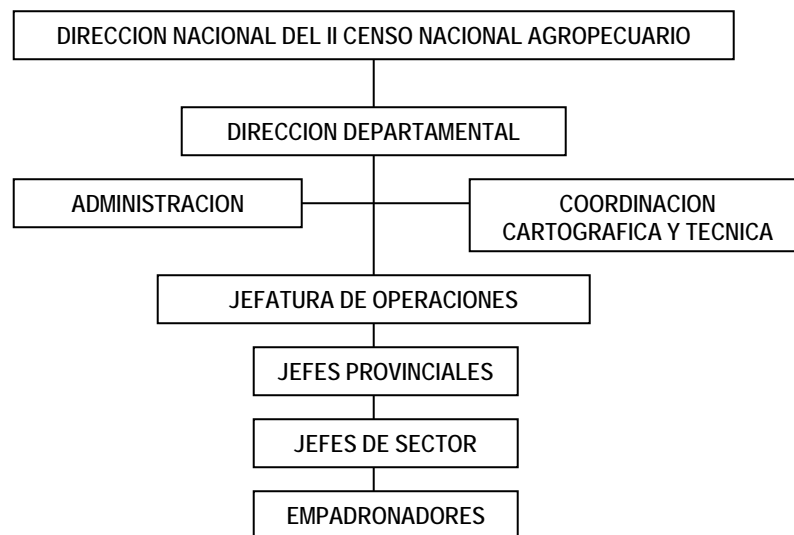 DIRECCION NACIONAL DEL II CENSO NACIONAL AGROPECUARIO
DIRECCION DEPARTAMENTAL
ADMINISTRACION
COORDINACION
CARTOGRAFICA Y TECNICA
JEFATURA DE OPERACIONES
JEFES PROVINCIALES
JEFES DE SECTOR
EMPADRONADORES